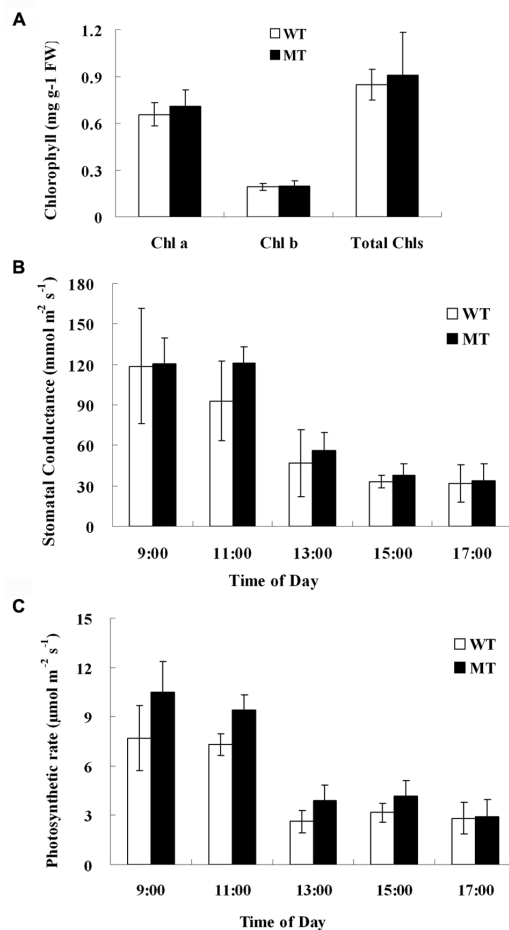 A
Chlorophyll (mg g-1 FW)
1.2
0.9
0.6
0.3
0
WT
MT
Chl a Chl b Total Chls
B
Stomatal Conductance (mmol m⁻² s⁻¹)
180
150
120
90
60
30
0
WT
MT
9:00 11:00 13:00 15:00 17:00
Time of Day
C
Photosynthetic rate (μmol m⁻² s⁻¹)
15
12
9
6
3
0
WT
MT
9:00 11:00 13:00 15:00 17:00
Time of Day